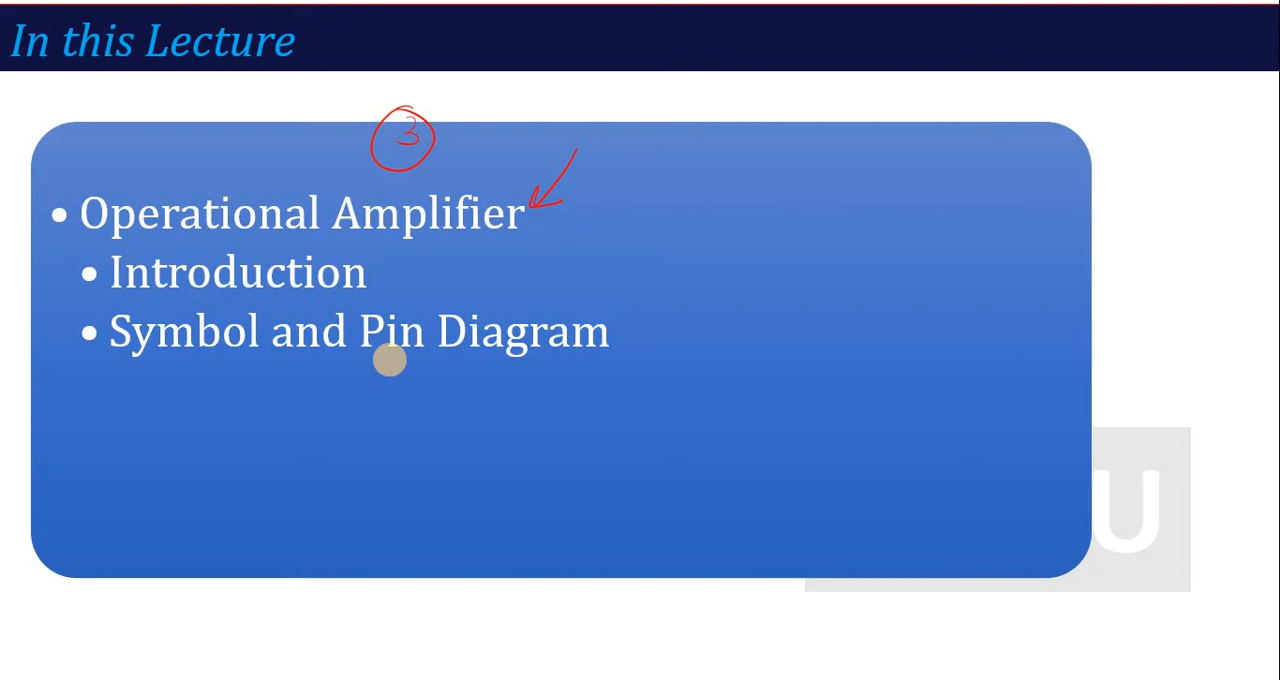 In this Lecture
3
• Operational Amplifier
• Introduction
• Symbol and Pin Diagram
U